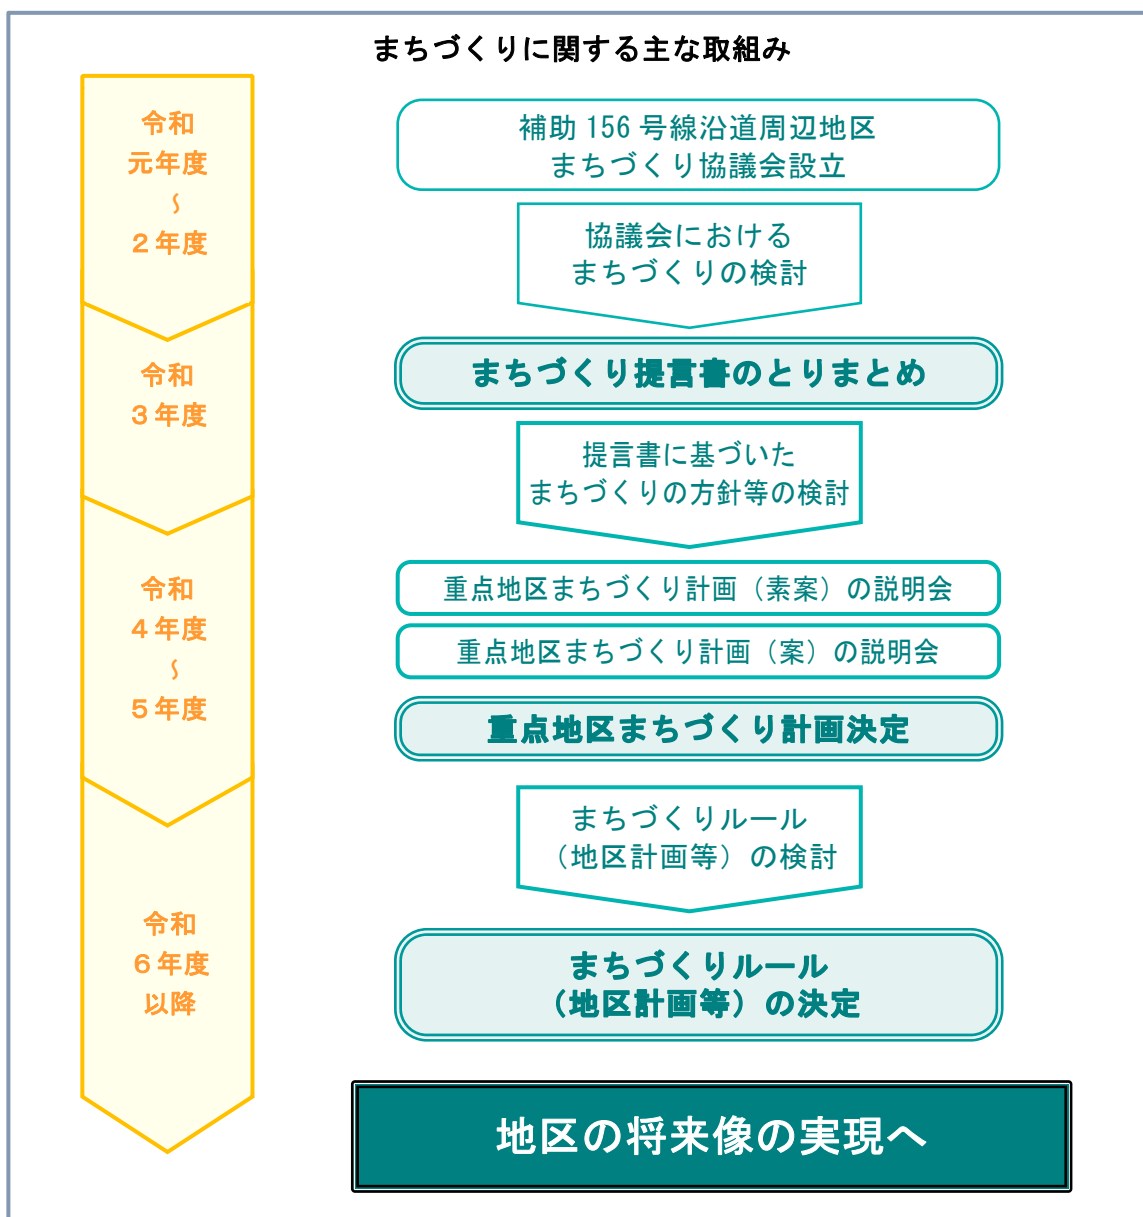 まちづくりに関する主な取組み
令和
元年度
～
２年度
補助 156 号線沿道周辺地区
まちづくり協議会設立
協議会における
まちづくりの検討
令和
３年度
まちづくり提言書のとりまとめ
提言書に基づいた
まちづくりの方針等の検討
令和
４年度
～
５年度
重点地区まちづくり計画（素案）の説明会
重点地区まちづくり計画（案）の説明会
重点地区まちづくり計画決定
令和
６年度
以降
まちづくりルール
（地区計画等）の検討
まちづくりルール
（地区計画等）の決定
地区の将来像の実現へ